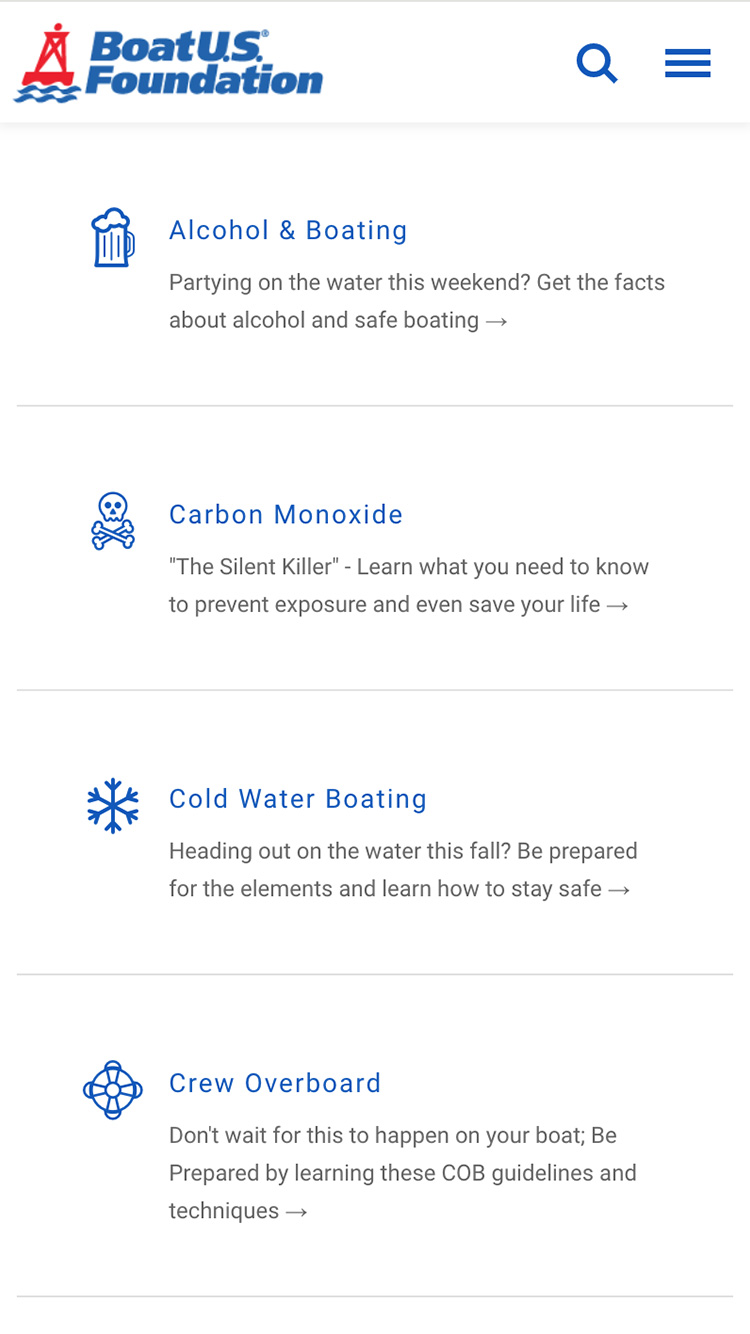 BoatU.S.®
Foundation
Alcohol & Boating
Partying on the water this weekend? Get the facts
about alcohol and safe boating →
Carbon Monoxide
"The Silent Killer" - Learn what you need to know
to prevent exposure and even save your life →
Cold Water Boating
Heading out on the water this fall? Be prepared
for the elements and learn how to stay safe →
Crew Overboard
Don't wait for this to happen on your boat; Be
Prepared by learning these COB guidelines and
techniques →